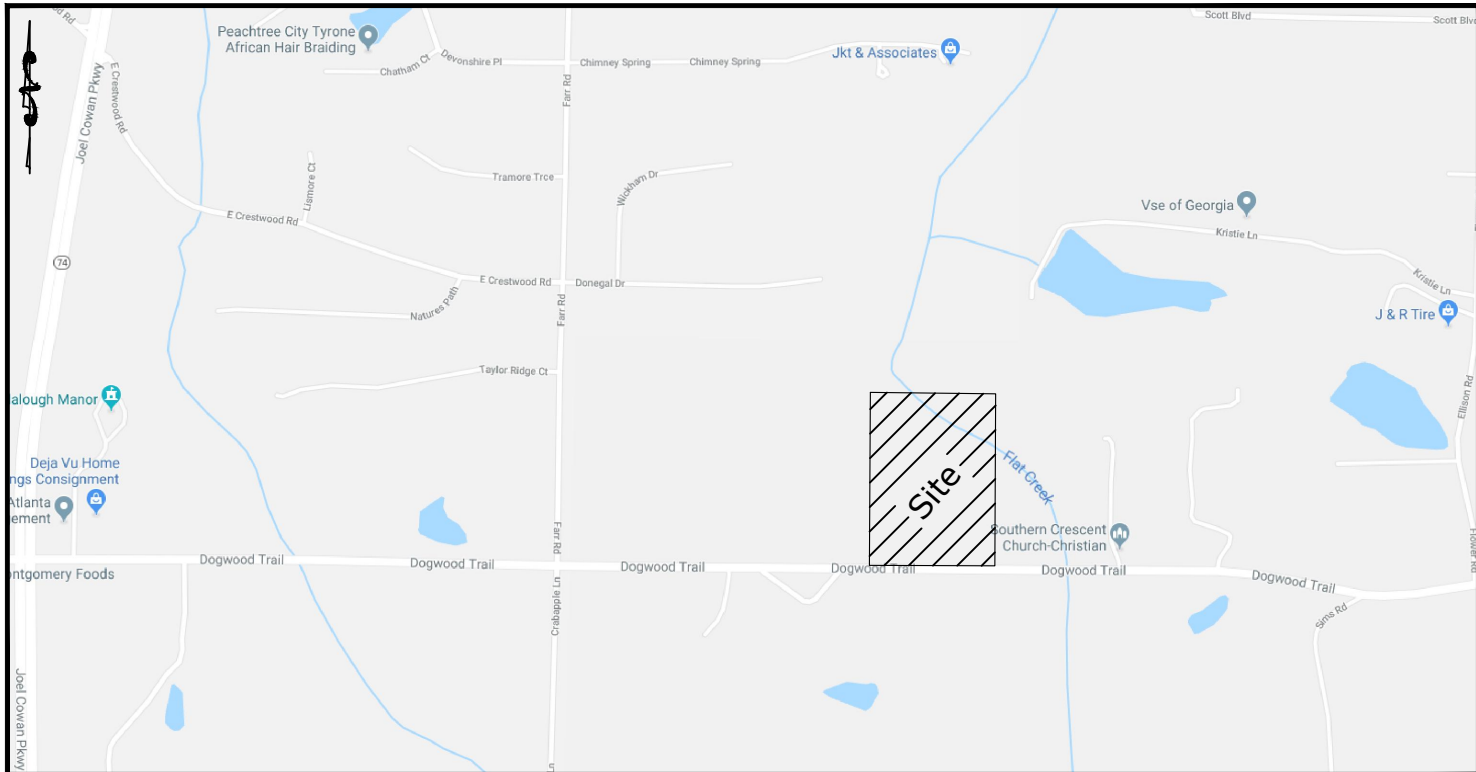 Scott Blvd
Scott Blvd
Peachtree City Tyrone
African Hair Braiding
Devonshire Pl
Chimney Spring
Chimney Spring
Jkt & Associates
Chatham Ct
Farr Rd
E Crestwood Rd
Joel Cowan Pkwy
Lismore Ct
Tramore Trce
Wickham Dr
Vse of Georgia
E Crestwood Rd
Kristie Ln
74
E Crestwood Rd
Donegal Dr
Kristie Ln
Natures Path
Farr Rd
J & R Tire
Taylor Ridge Ct
alough Manor
Ellison Rd
Deja Vu Home
ngs Consignment
Flat Creek
Site
Atlanta
ement
Southern Crescent
Church-Christian
Farr Rd
Dogwood Trail
Dogwood Trail
Dogwood Trail
Dogwood Trail
Dogwood Trail
Dogwood Trail
ontgomery Foods
Crabapple Ln
Sims Rd
Joel Cowan Pkwy